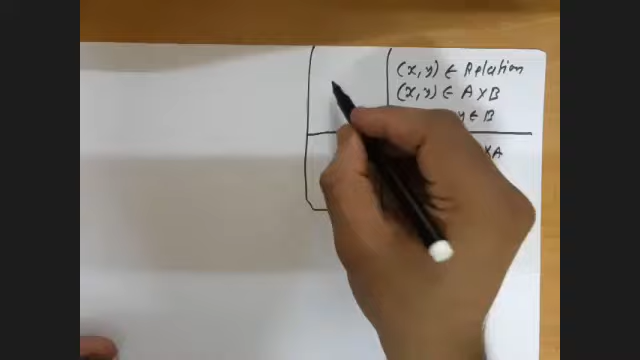 (x,y) ∈ Relation
(x,y) ∈ A×B
y ∈ B
×A